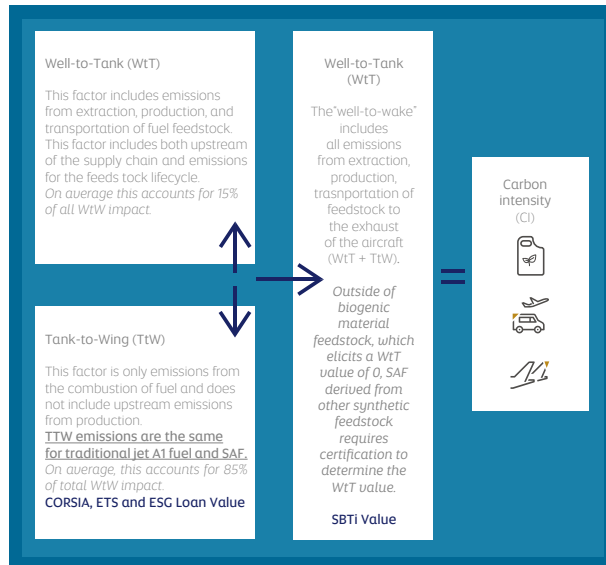 Well-to-Tank (WtT)
This factor includes emissions
from extraction, production, and
transportation of fuel feedstock.
This factor includes both upstream
of the supply chain and emissions
for the feeds tock lifecycle.
On average this accounts for 15%
of all WtW impact.
Tank-to-Wing (TtW)
This factor is only emissions from
the combustion of fuel and does
not include upstream emissions
from production.
TTW emissions are the same
for traditional jet A1 fuel and SAF.
On average, this accounts for 85%
of total WtW impact.
CORSIA, ETS and ESG Loan Value
Well-to-Tank
(WtT)
The"well-to-wake"
includes
all emissions
from extraction,
production,
trasnportation of
feedstock to
the exhaust
of the aircraft
(WtT + TtW).
Outside of
biogenic
material
feedstock, which
elicits a WtT
value of 0, SAF
derived from
other synthetic
feedstock
requires
certification to
determine the
WtT value.
SBTi Value
=
Carbon
intensity
(CI)